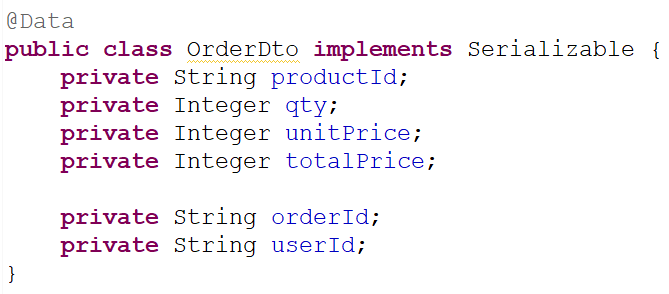 @Data
public class OrderDto implements Serializable {
    private String productId;
    private Integer qty;
    private Integer unitPrice;
    private Integer totalPrice;

    private String orderId;
    private String userId;
}